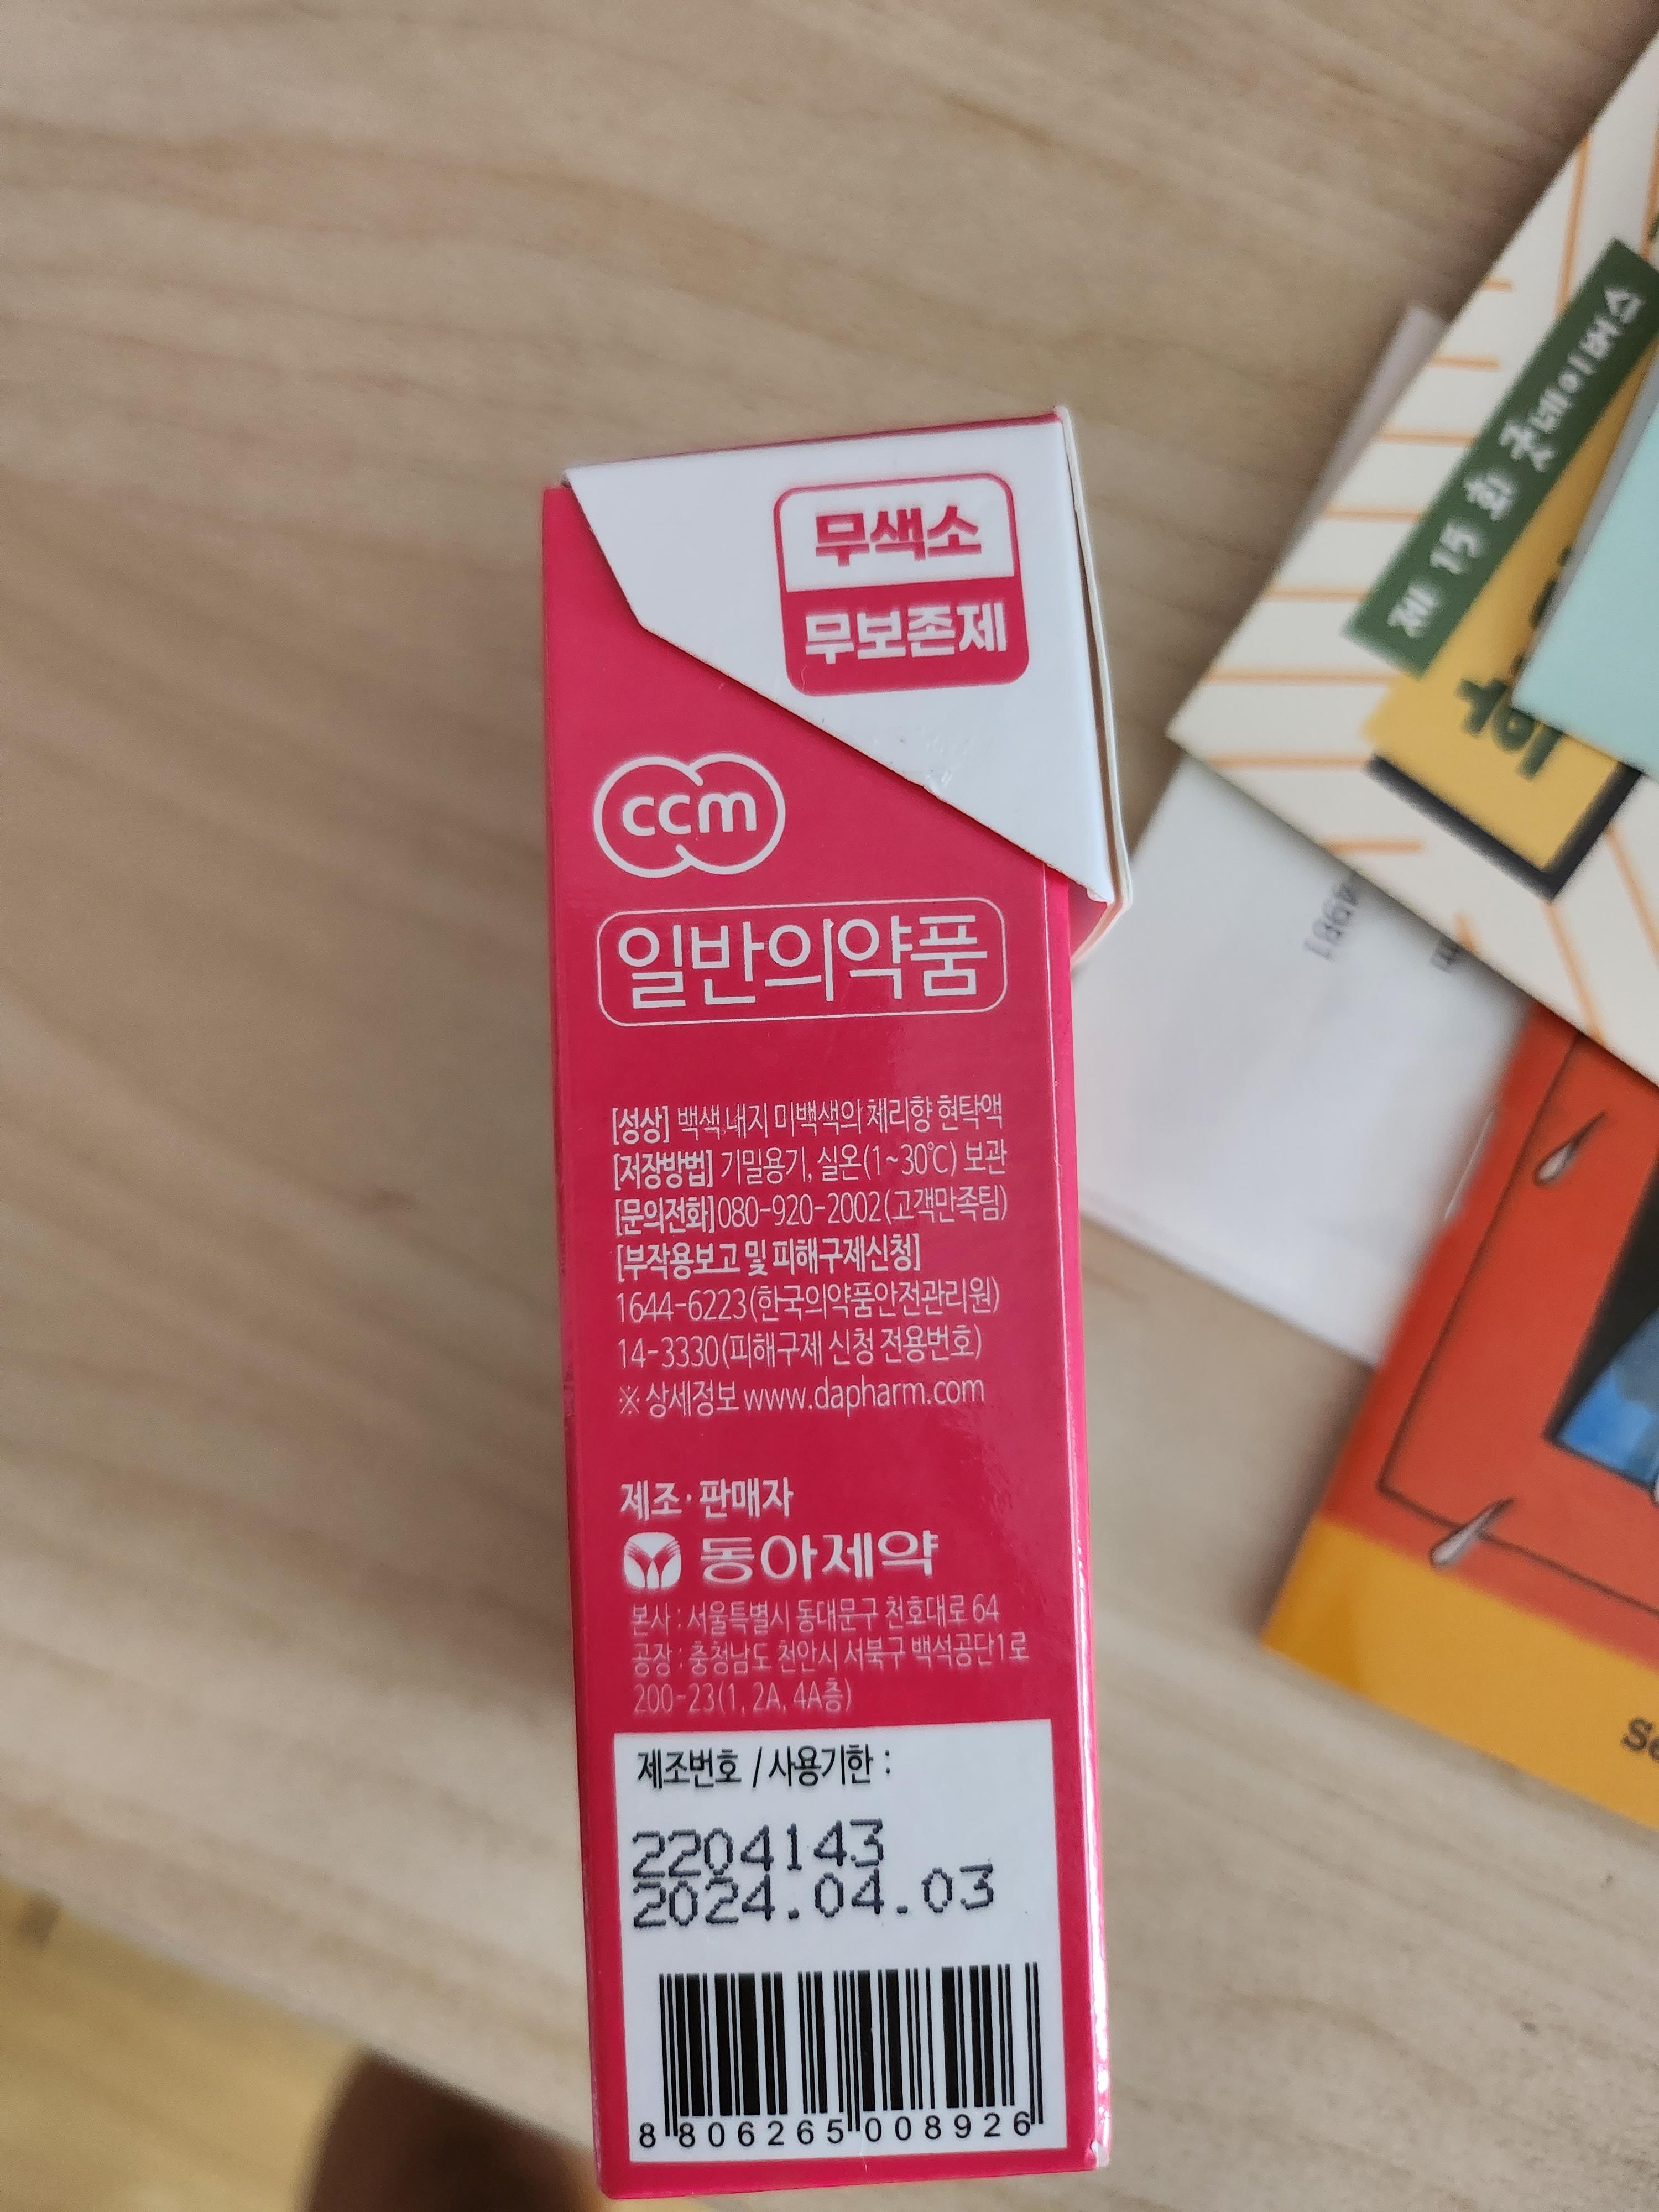 무색소
무보존제
ccm
일반의약품
[성상] 백색 내지 미백색의 체리향 현탁액
[저장방법] 기밀용기, 실온(1~30℃) 보관
[문의전화] 080-920-2002(고객만족팀)
[부작용보고 및 피해구제신청]
1644-6223(한국의약품안전관리원)
14-3330(피해구제 신청 전용번호)
※ 상세정보 www.dapharm.com
제조·판매자
동아제약
본사 : 서울특별시 동대문구 천호대로 64
공장 : 충청남도 천안시 서북구 백석공단1로
200-23(1, 2A, 4A층)
제조번호 / 사용기한 :
2204143
2024.04.03
8 806265 008926
제 15 회 굿네이버스